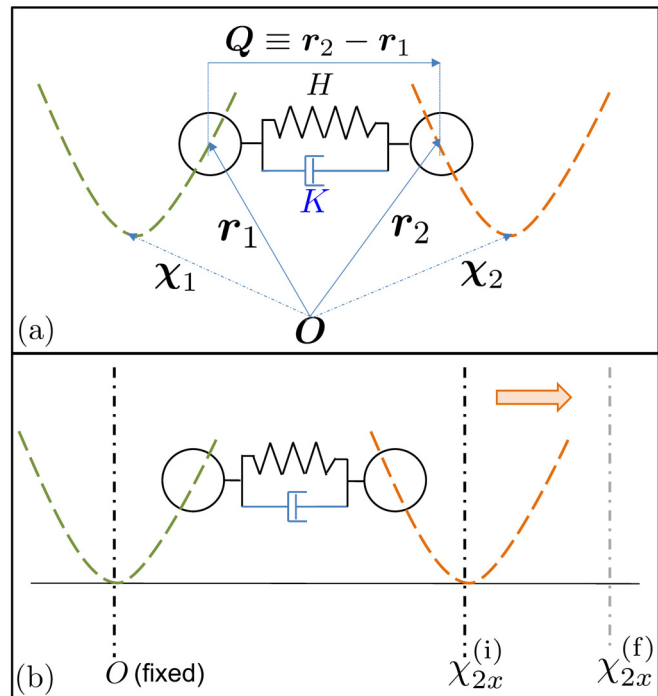 Q ≡ r₂ − r₁
H
K
r₁
r₂
χ₁
χ₂
O
(a)
(b)
O (fixed)
χ₂ₓ⁽ⁱ⁾
χ₂ₓ⁽ᶠ⁾